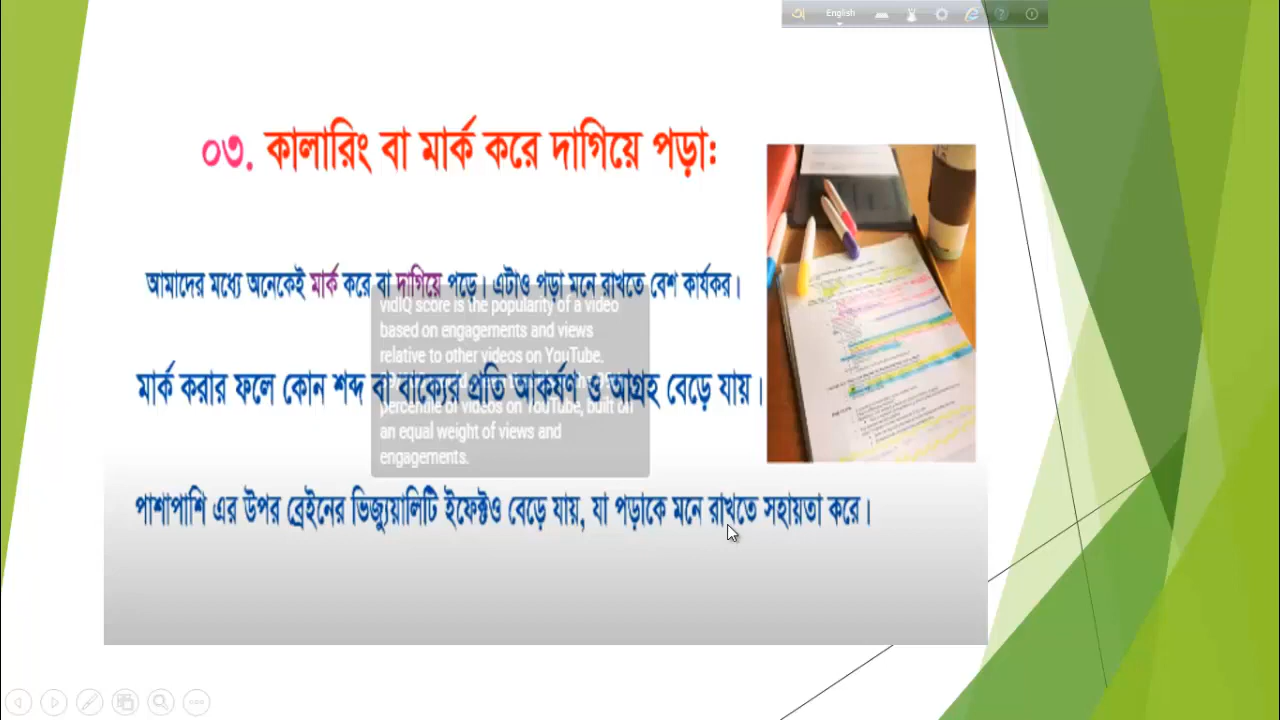 English
০৩. কালারিং বা মার্ক করে দাগিয়ে পড়া:
আমাদের মধ্যে অনেকেই মার্ক করে বা দাগিয়ে পড়ে। এটাও পড়া মনে রাখতে বেশ কার্যকর।
vidIQ score is the popularity of a video
based on engagements and views
relative to other videos on YouTube.
মার্ক করার ফলে কোন শব্দ বা বাক্যের প্রতি আকর্ষণ ও আগ্রহ বেড়ে যায়।
percentile of videos on YouTube, built on
an equal weight of views and
engagements.
পাশাপাশি এর উপর ব্রেইনের ভিজ্যুয়ালিটি ইফেক্টও বেড়ে যায়, যা পড়াকে মনে রাখতে সহায়তা করে।